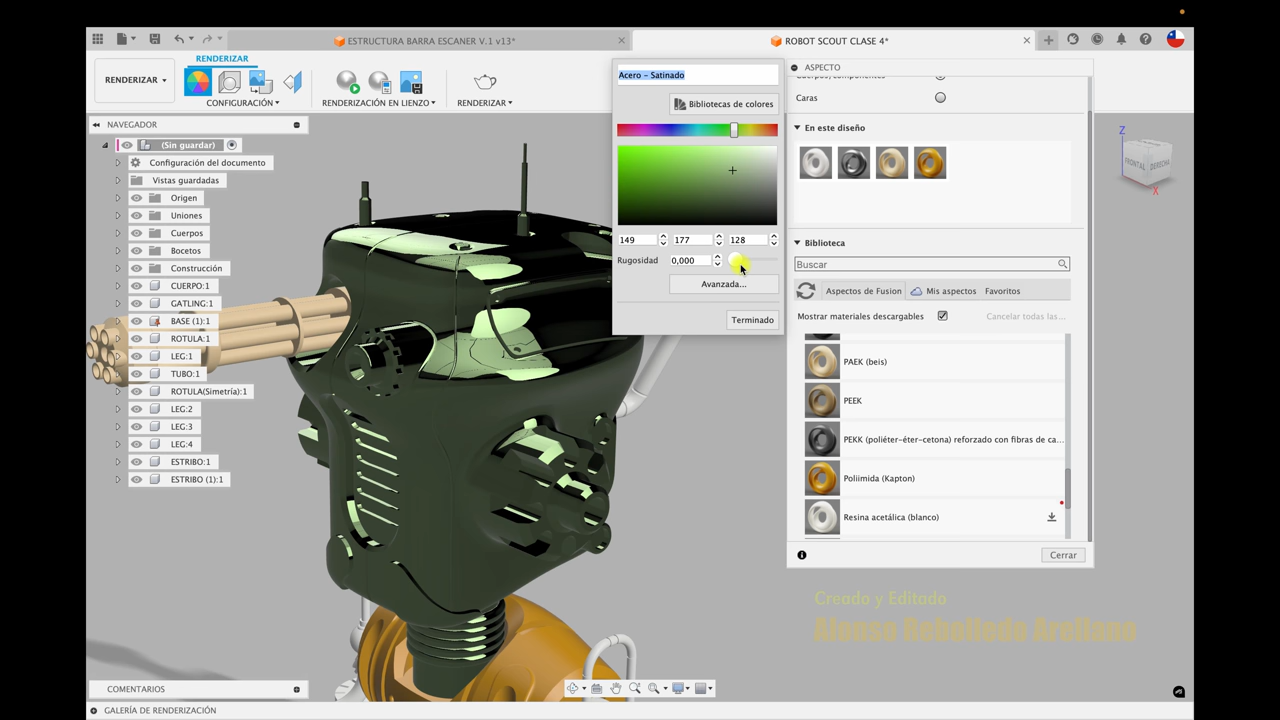 ESTRUCTURA BARRA ESCANER V.1 v13*
ROBOT SCOUT CLASE 4*
RENDERIZAR
RENDERIZAR
CONFIGURACIÓN
RENDERIZACIÓN EN LIENZO
RENDERIZAR
NAVEGADOR
(Sin guardar)
Configuración del documento
Vistas guardadas
Origen
Uniones
Cuerpos
Bocetos
Construcción
CUERPO:1
GATLING:1
BASE (1):1
ROTULA:1
LEG:1
TUBO:1
ROTULA(Simetría):1
LEG:2
LEG:3
LEG:4
ESTRIBO:1
ESTRIBO (1):1
Acero - Satinado
Bibliotecas de colores
149 177 128
Rugosidad 0,000
Avanzada...
Terminado
ASPECTO
Caras
En este diseño
Biblioteca
Buscar
Aspectos de Fusion Mis aspectos Favoritos
Mostrar materiales descargables Cancelar todas las...
PAEK (beis)
PEEK
PEKK (poliéter-éter-cetona) reforzado con fibras de ca...
Poliimida (Kapton)
Resina acetálica (blanco)
Cerrar
Z
FRONTAL DERECHA
X
Creado y Editado
Alonso Rebolledo Arellano
COMENTARIOS
GALERÍA DE RENDERIZACIÓN